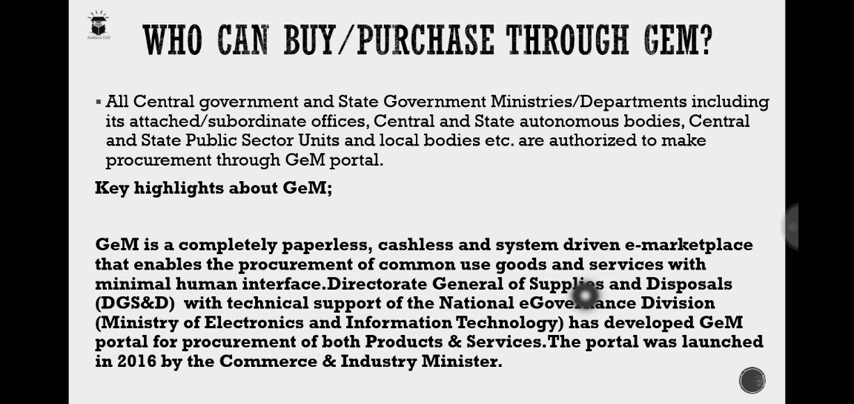 WHO CAN BUY/PURCHASE THROUGH GEM?
▪ All Central government and State Government Ministries/Departments including
its attached/subordinate offices, Central and State autonomous bodies, Central
and State Public Sector Units and local bodies etc. are authorized to make
procurement through GeM portal.
Key highlights about GeM;
GeM is a completely paperless, cashless and system driven e-marketplace
that enables the procurement of common use goods and services with
minimal human interface.Directorate General of Supplies and Disposals
(DGS&D) with technical support of the National eGovernance Division
(Ministry of Electronics and Information Technology) has developed GeM
portal for procurement of both Products & Services.The portal was launched
in 2016 by the Commerce & Industry Minister.